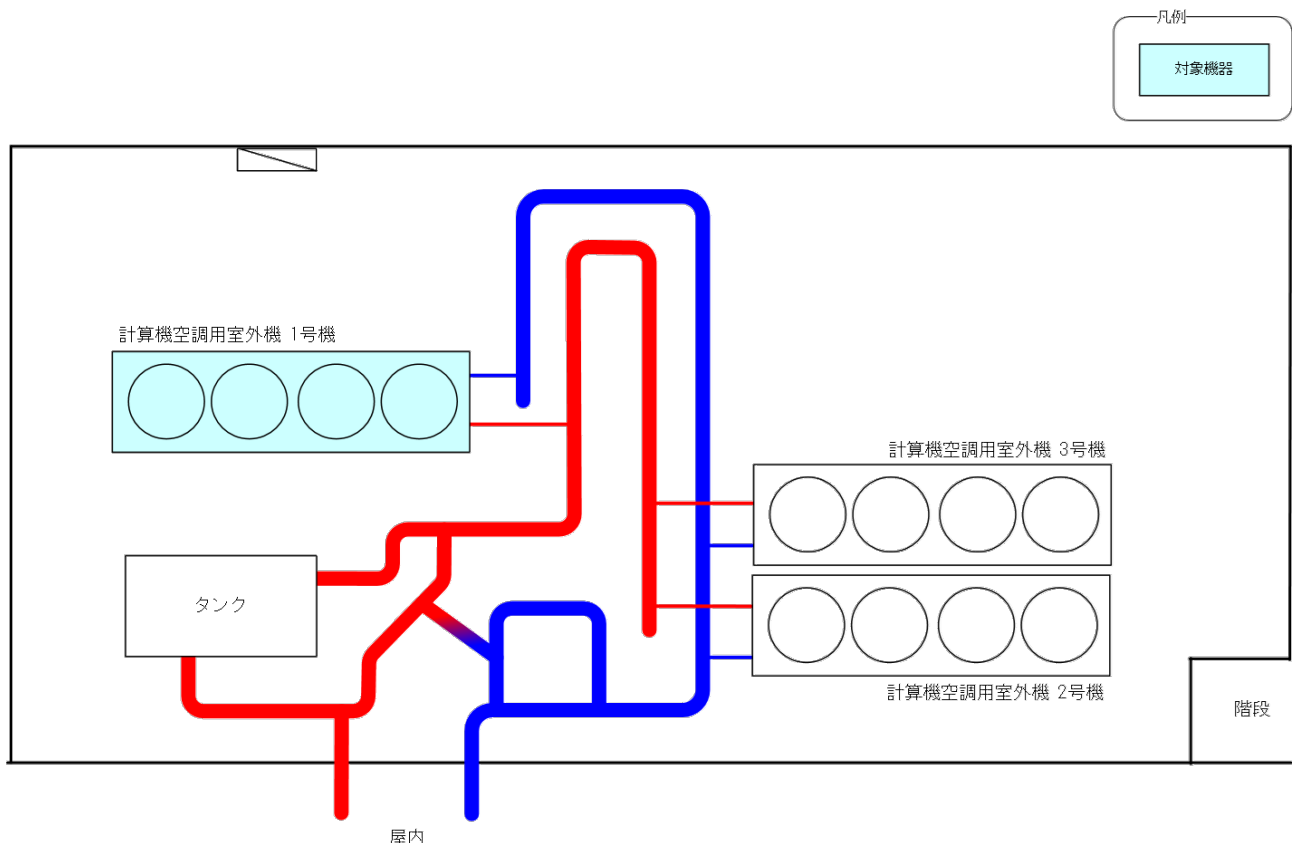 凡例
対象機器
計算機空調用室外機 1号機
計算機空調用室外機 3号機
タンク
計算機空調用室外機 2号機
階段
屋内